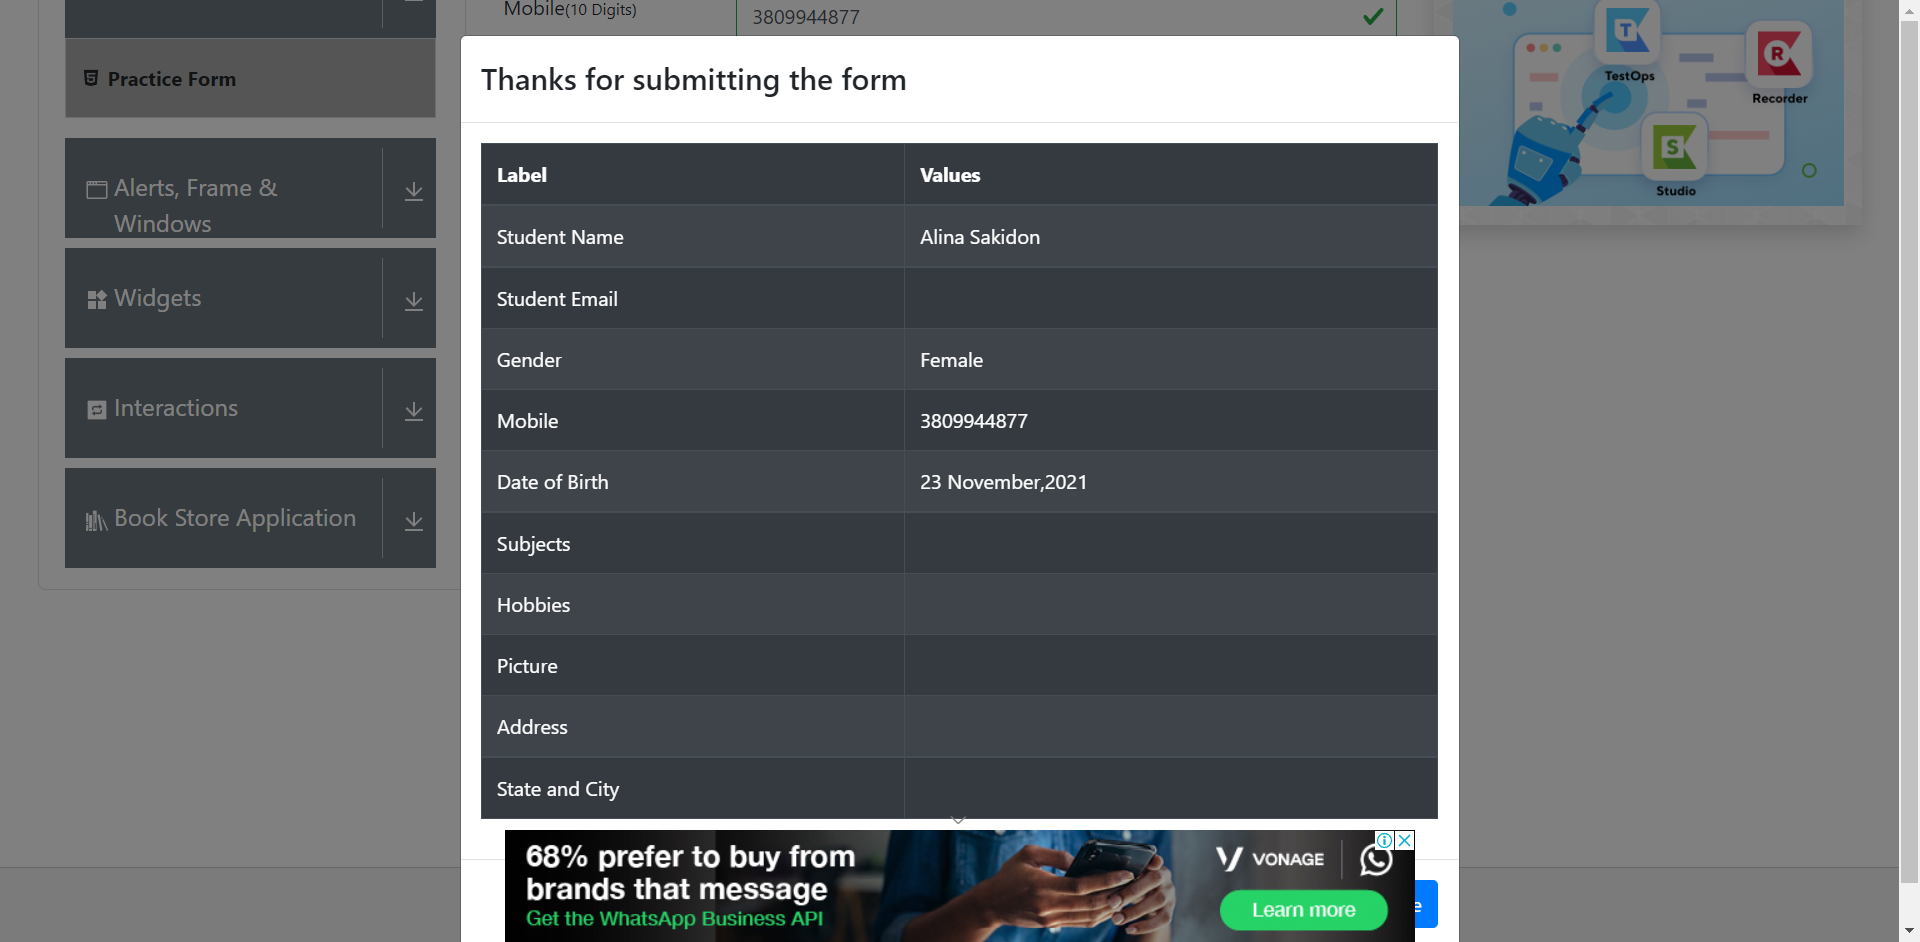 Mobile(10 Digits)
3809944877
Practice Form
Alerts, Frame &
Windows
Widgets
Interactions
Book Store Application
Thanks for submitting the form
Label Values
Student Name Alina Sakidon
Student Email
Gender Female
Mobile 3809944877
Date of Birth 23 November,2021
Subjects
Hobbies
Picture
Address
State and City
TestOps
Recorder
Studio
T
R
S
68% prefer to buy from
brands that message
Get the WhatsApp Business API
VONAGE
Learn more
e